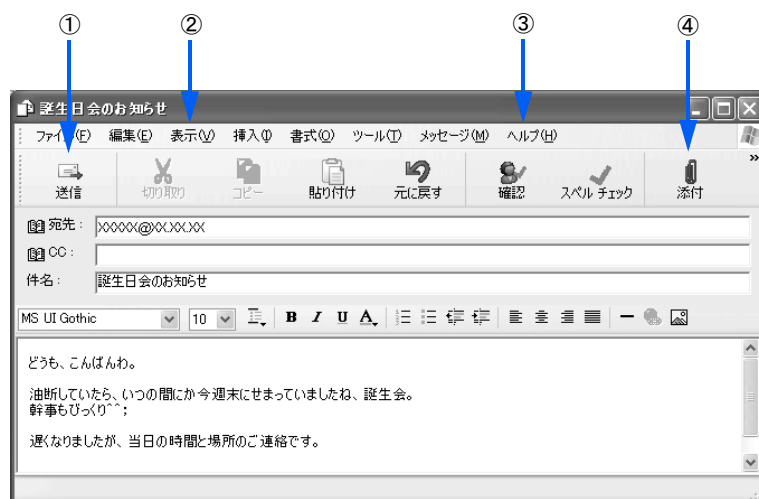 ① ② ③ ④
誕生日会のお知らせ
ファイル(F) 編集(E) 表示(V) 挿入(I) 書式(O) ツール(T) メッセージ(M) ヘルプ(H)
送信 切り取り コピー 貼り付け 元に戻す 確認 スペル チェック 添付 »
宛先: XXXXX@XX.XX.XX
CC:
件名: 誕生日会のお知らせ
MS UI Gothic 10 B I U A
どうも、こんばんわ。
油断していたら、いつの間にか今週末にせまっていましたね、誕生会。
幹事もびっくり^^;
遅くなりましたが、当日の時間と場所のご連絡です。